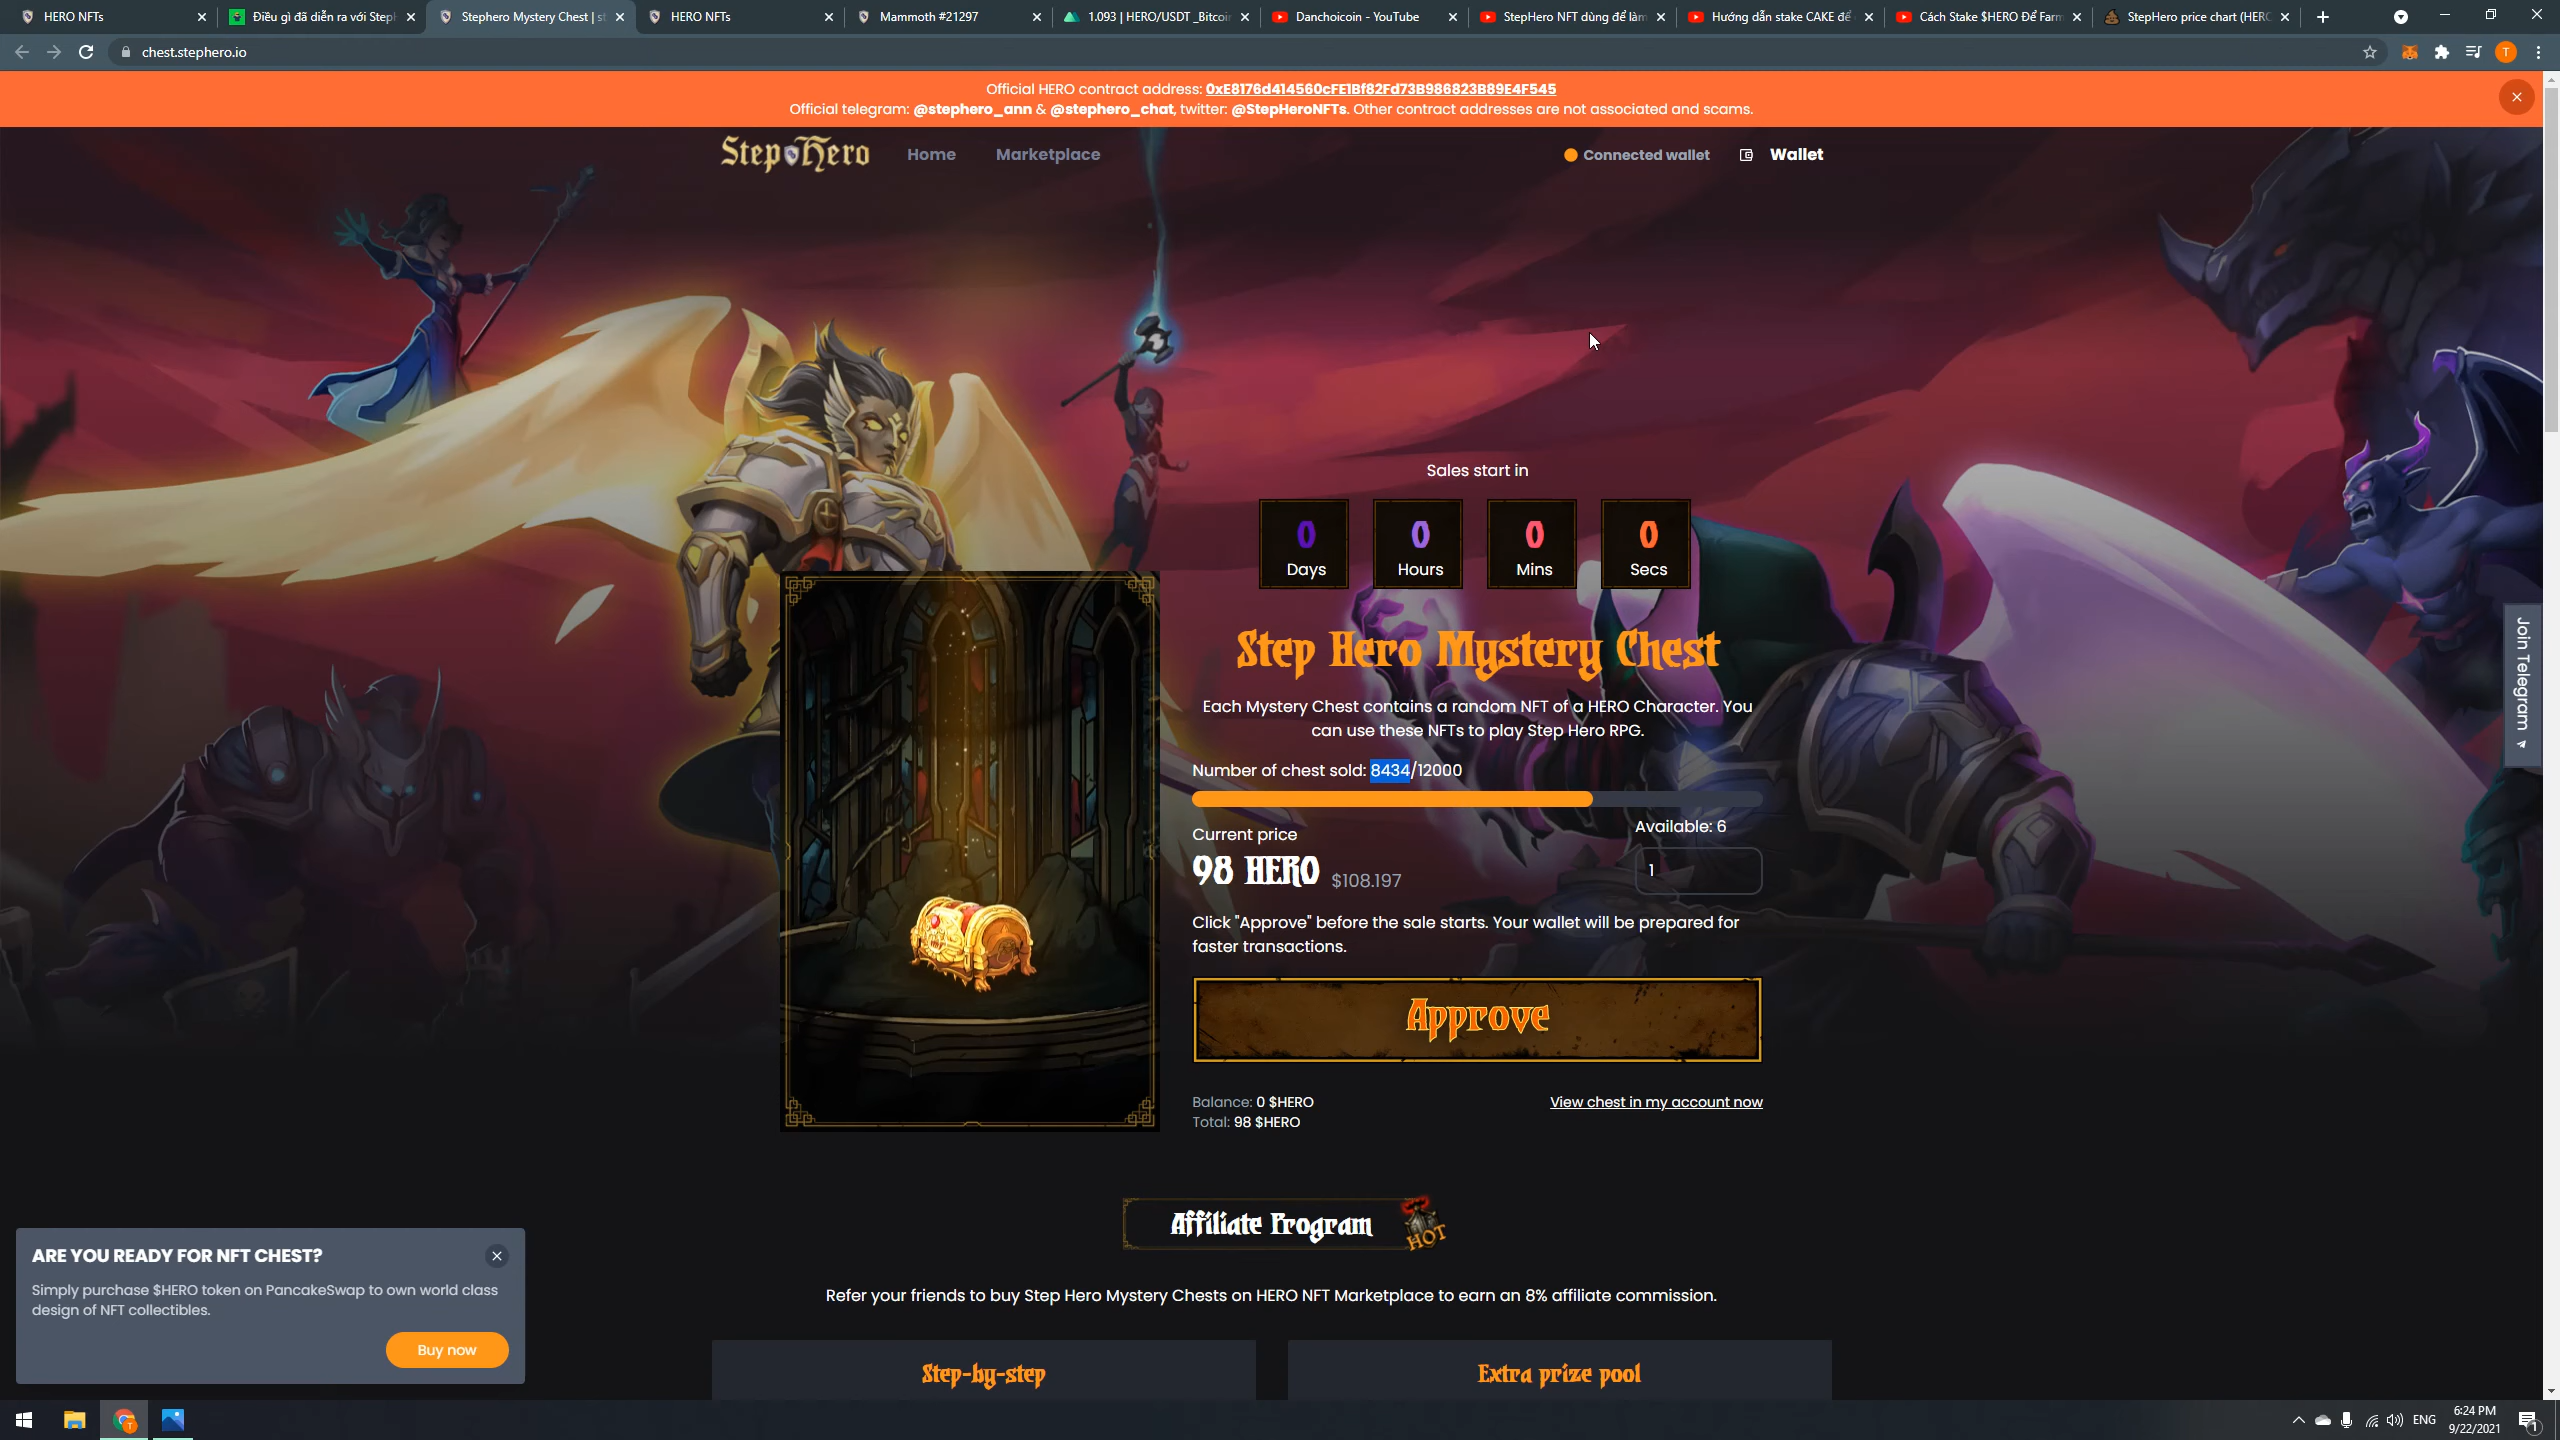 HERO NFTs
Điều gì đã diễn ra với Step
Stephero Mystery Chest | st
HERO NFTs
Mammoth #21297
1.093 | HERO/USDT _Bitcoi
Danchoicoin - YouTube
StepHero NFT dùng để làm
Hướng dẫn stake CAKE để
Cách Stake $HERO Để Farm
StepHero price chart (HERO
chest.stephero.io
T
Official HERO contract address: 0xE8176d414560cFE1Bf82Fd73B986823B89E4F545
Official telegram: @stephero_ann & @stephero_chat, twitter: @StepHeroNFTs. Other contract addresses are not associated and scams.
StepHero
Home
Marketplace
Connected wallet
Wallet
Sales start in
0 0 0 0
Days Hours Mins Secs
Step Hero Mystery Chest
Each Mystery Chest contains a random NFT of a HERO Character. You
can use these NFTs to play Step Hero RPG.
Number of chest sold: 8434/12000
Current price
Available: 6
98 HERO $108.197
1
Click "Approve" before the sale starts. Your wallet will be prepared for
faster transactions.
Approve
Balance: 0 $HERO
View chest in my account now
Total: 98 $HERO
Join Telegram
Affiliate Program
HOT
Refer your friends to buy Step Hero Mystery Chests on HERO NFT Marketplace to earn an 8% affiliate commission.
Step-by-step
Extra prize pool
ARE YOU READY FOR NFT CHEST?
Simply purchase $HERO token on PancakeSwap to own world class
design of NFT collectibles.
Buy now
ENG
6:24 PM
9/22/2021
1